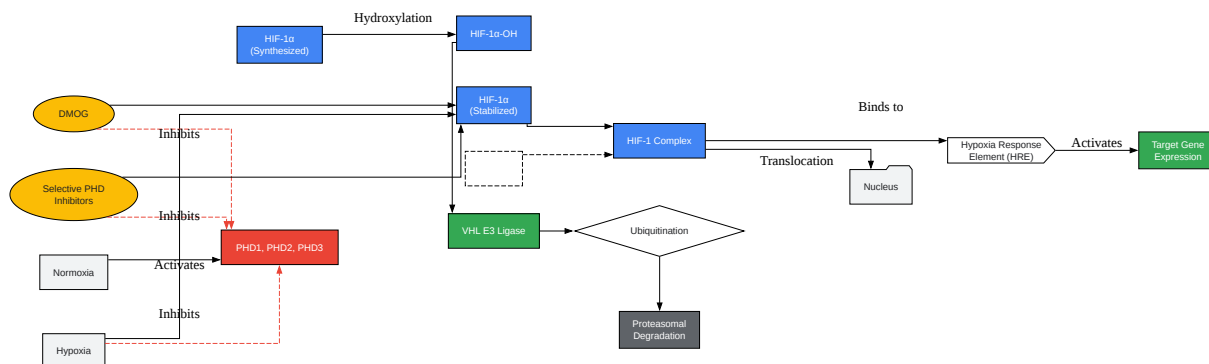 Hydroxylation
HIF-1α
(Synthesized)
HIF-1α-OH
DMOG
HIF-1α
(Stabilized)
Inhibits
HIF-1 Complex
Binds to
Translocation
Hypoxia Response
Element (HRE)
Activates
Target Gene
Expression
Nucleus
Selective PHD
Inhibitors
Inhibits
PHD1, PHD2, PHD3
VHL E3 Ligase
Ubiquitination
Normoxia
Activates
Inhibits
Hypoxia
Proteasomal
Degradation